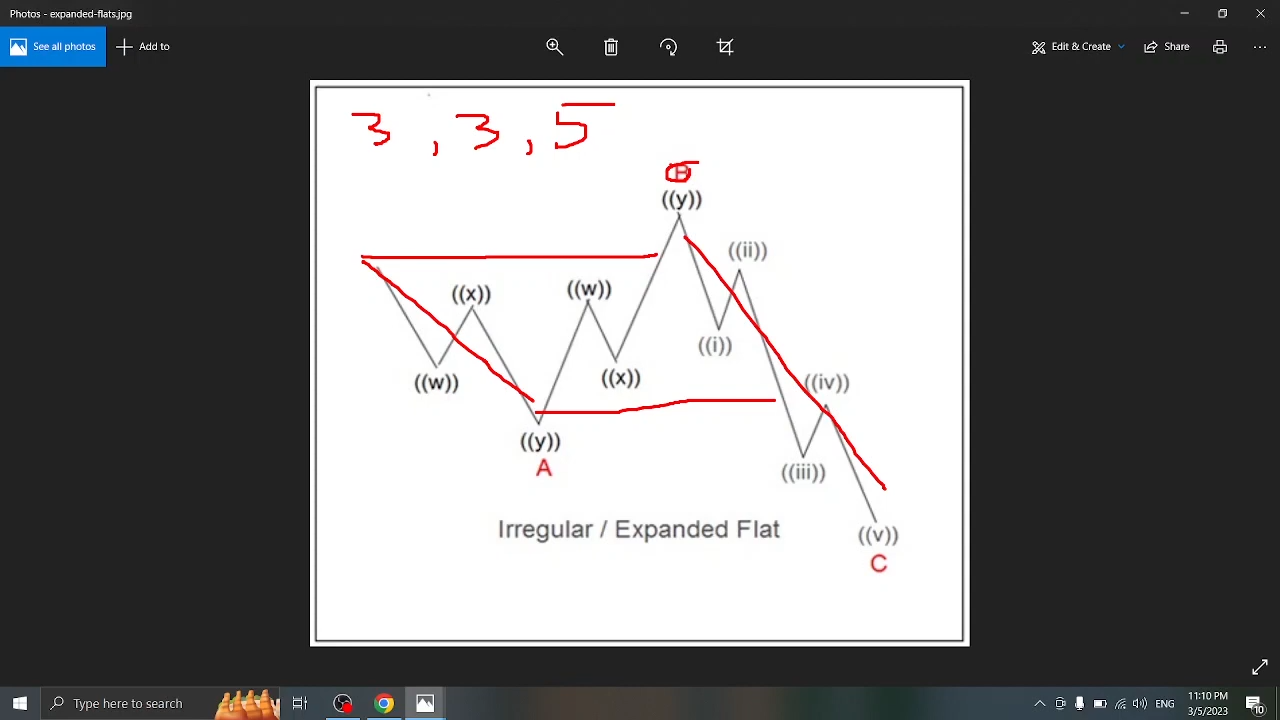 Photos - expanded-flats.jpg
See all photos
Add to
Edit & Create
Share
3 , 3 , 5
B
((y))
((ii))
((x))
((w))
((i))
((w))
((x))
((iv))
((y))
A
((iii))
Irregular / Expanded Flat
((v))
C
Type here to search
ENG
11:10 PM
3/5/2023